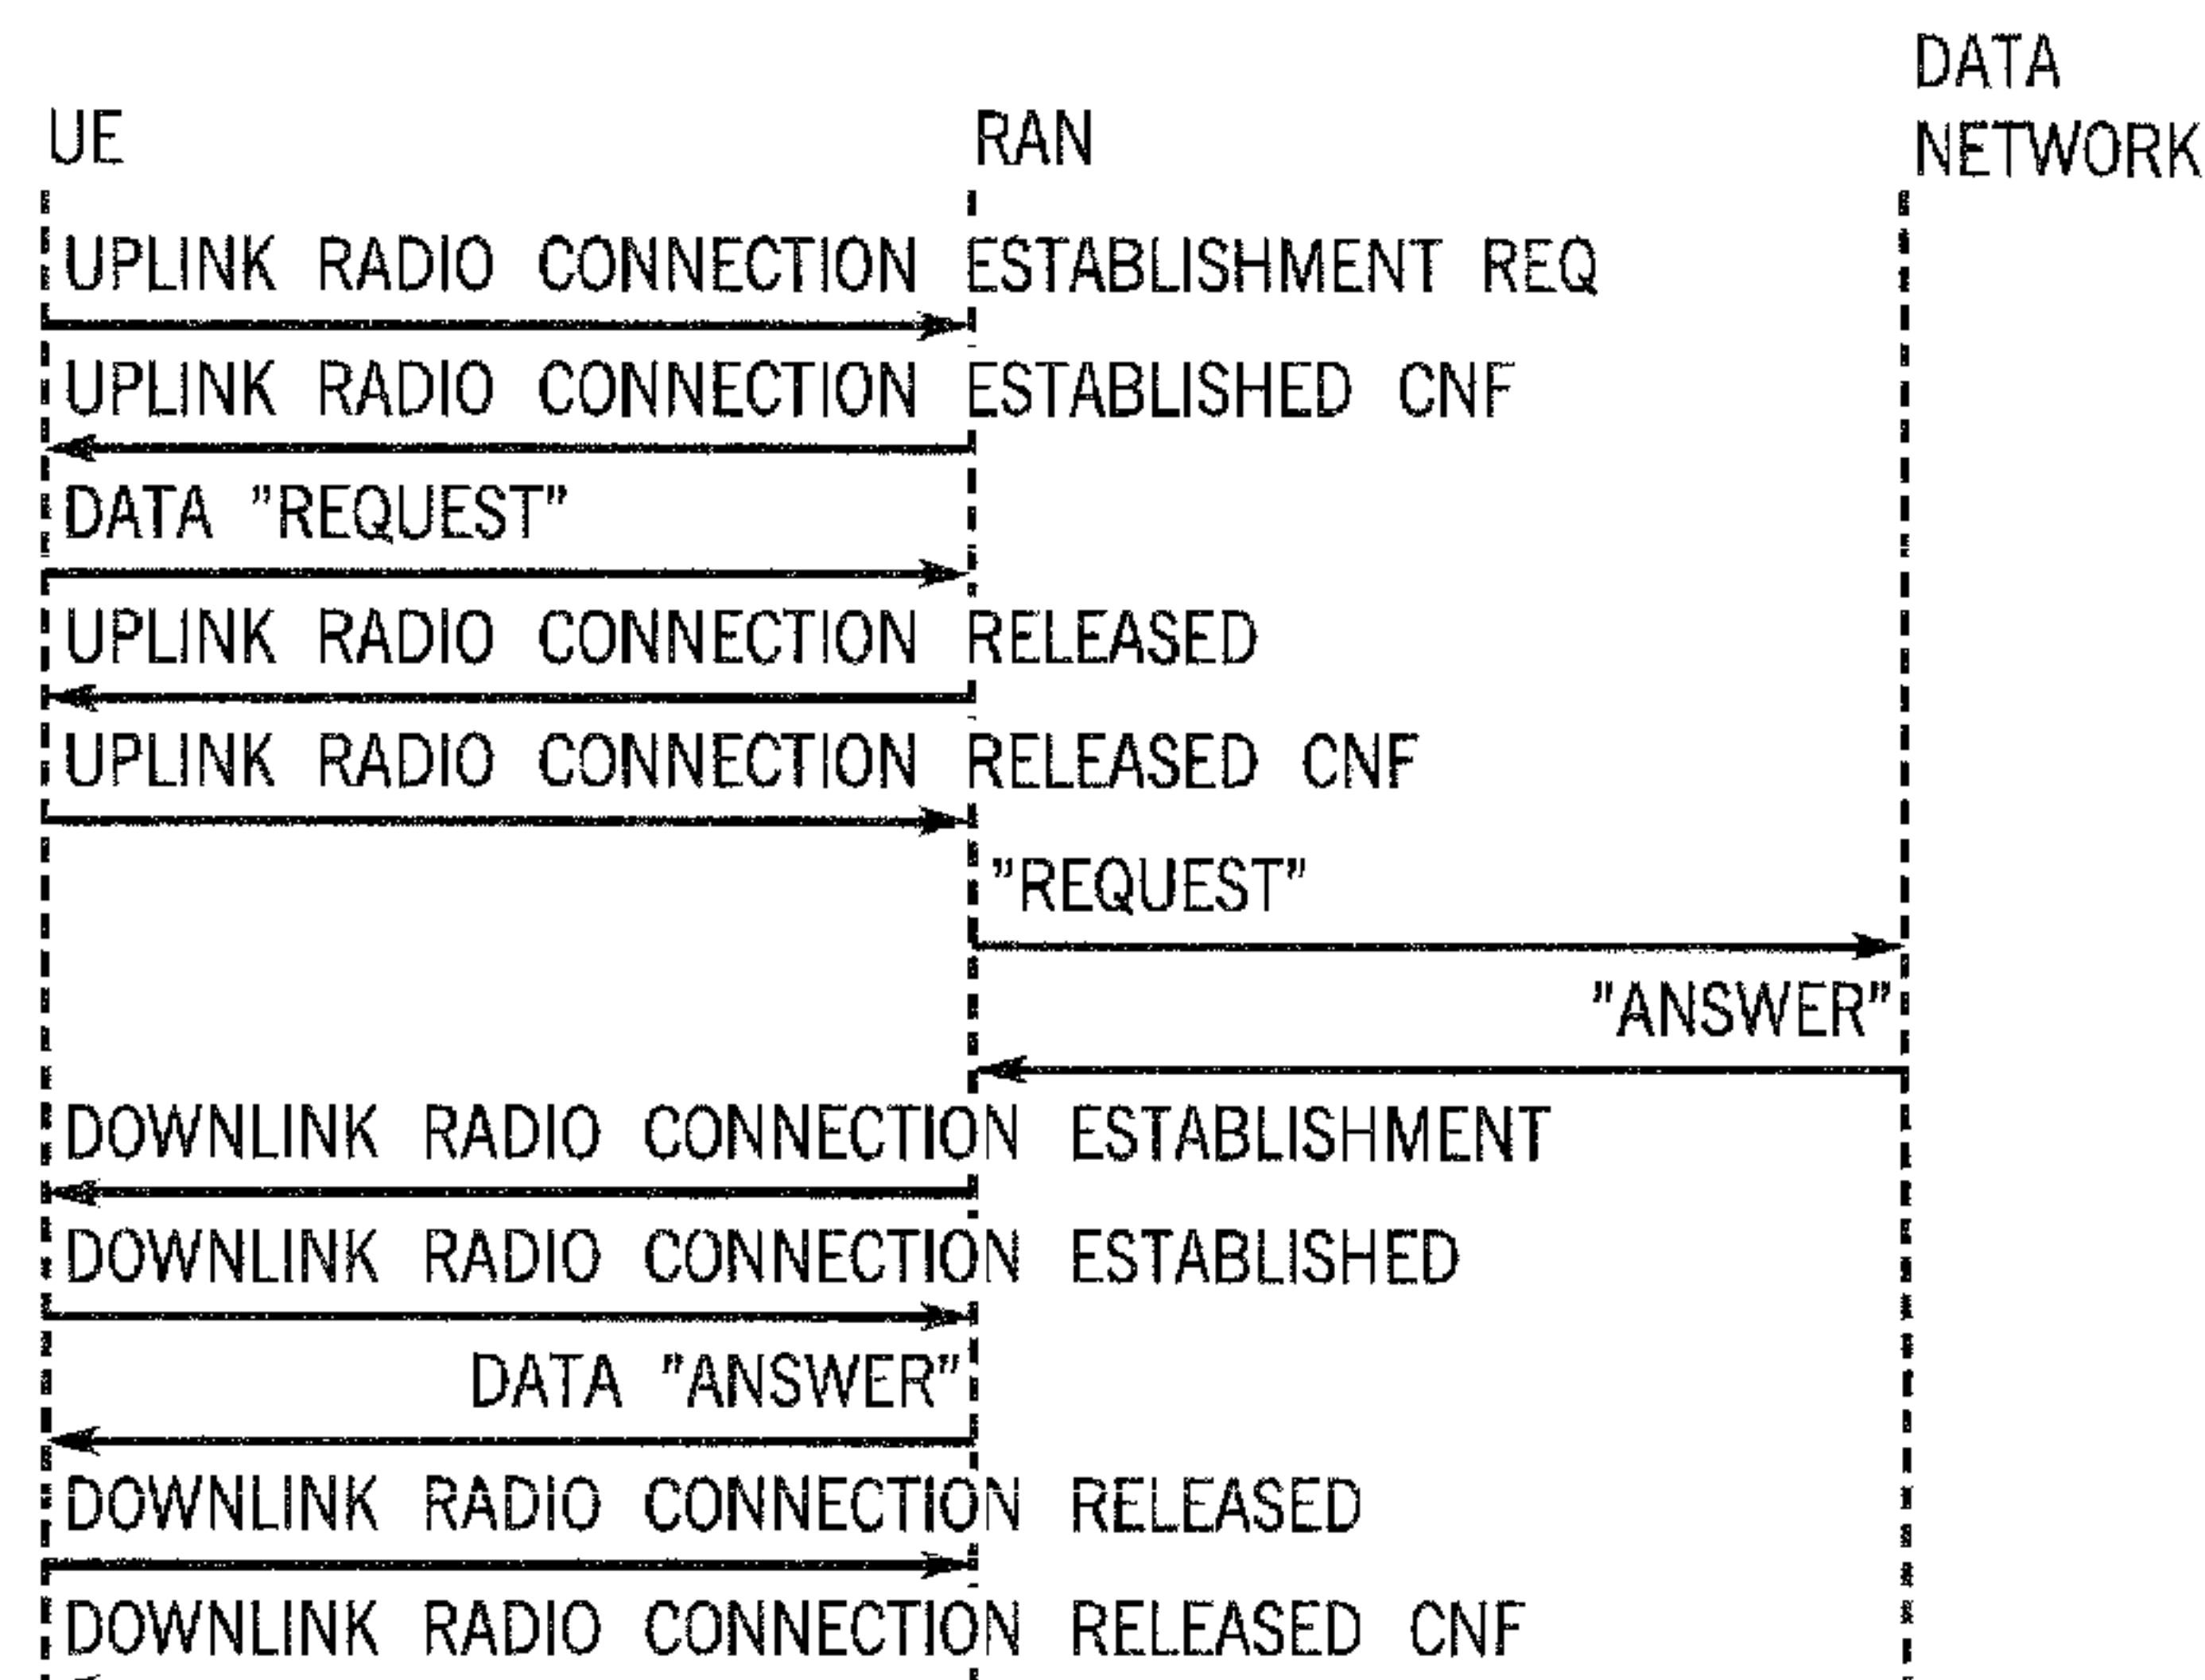 DATA
UE RAN NETWORK
UPLINK RADIO CONNECTION ESTABLISHMENT REQ
UPLINK RADIO CONNECTION ESTABLISHED CNF
DATA "REQUEST"
UPLINK RADIO CONNECTION RELEASED
UPLINK RADIO CONNECTION RELEASED CNF
"REQUEST"
"ANSWER"
DOWNLINK RADIO CONNECTION ESTABLISHMENT
DOWNLINK RADIO CONNECTION ESTABLISHED
DATA "ANSWER"
DOWNLINK RADIO CONNECTION RELEASED
DOWNLINK RADIO CONNECTION RELEASED CNF